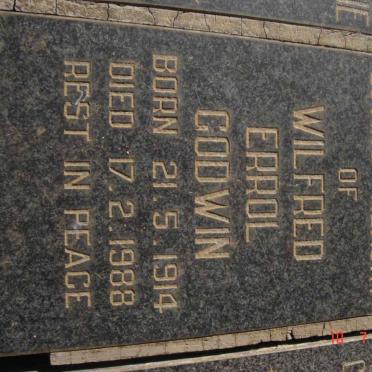 OF
WILFRED
ERROL
GODWIN
BORN 21.5.1914
DIED 17.2.1988
REST IN PEACE